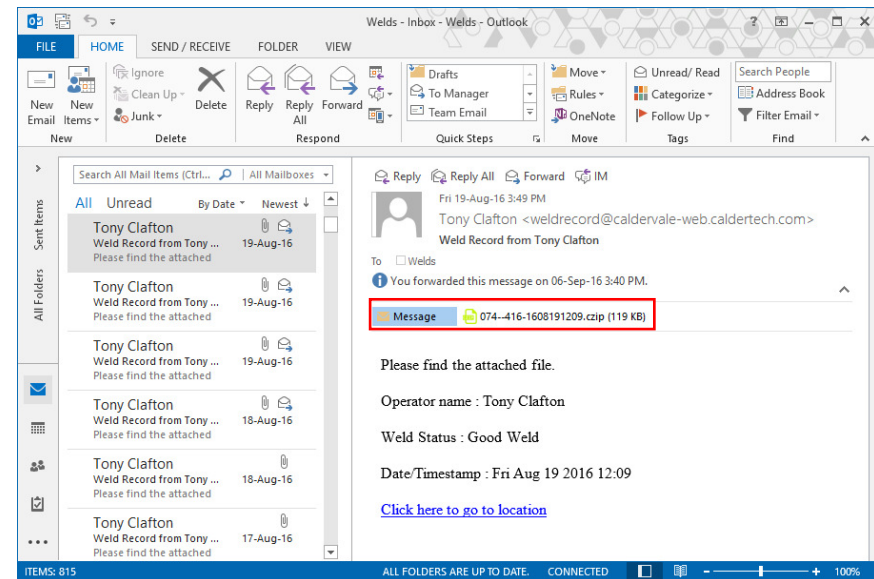 Welds - Inbox - Welds - Outlook
FILE HOME SEND / RECEIVE FOLDER VIEW
New Email
New Items
Ignore
Clean Up
Junk
Delete
Reply
Reply All
Forward
Drafts
To Manager
Team Email
Move
Rules
OneNote
Unread/ Read
Categorize
Follow Up
Search People
Address Book
Filter Email
New Delete Respond Quick Steps Move Tags Find
Sent Items
All Folders
Search All Mail Items (Ctrl... All Mailboxes
All Unread By Date Newest ↓
Tony Clafton
Weld Record from Tony ... 19-Aug-16
Please find the attached
Tony Clafton
Weld Record from Tony ... 19-Aug-16
Please find the attached
Tony Clafton
Weld Record from Tony ... 19-Aug-16
Please find the attached
Tony Clafton
Weld Record from Tony ... 18-Aug-16
Please find the attached
Tony Clafton
Weld Record from Tony ... 18-Aug-16
Please find the attached
Tony Clafton
Weld Record from Tony ... 17-Aug-16
Please find the attached
Reply Reply All Forward IM
Fri 19-Aug-16 3:49 PM
Tony Clafton <weldrecord@caldervale-web.caldertech.com>
Weld Record from Tony Clafton
To Welds
You forwarded this message on 06-Sep-16 3:40 PM.
Message 074--416-1608191209.czip (119 KB)
Please find the attached file.
Operator name : Tony Clafton
Weld Status : Good Weld
Date/Timestamp : Fri Aug 19 2016 12:09
Click here to go to location
ITEMS: 815 ALL FOLDERS ARE UP TO DATE. CONNECTED 100%